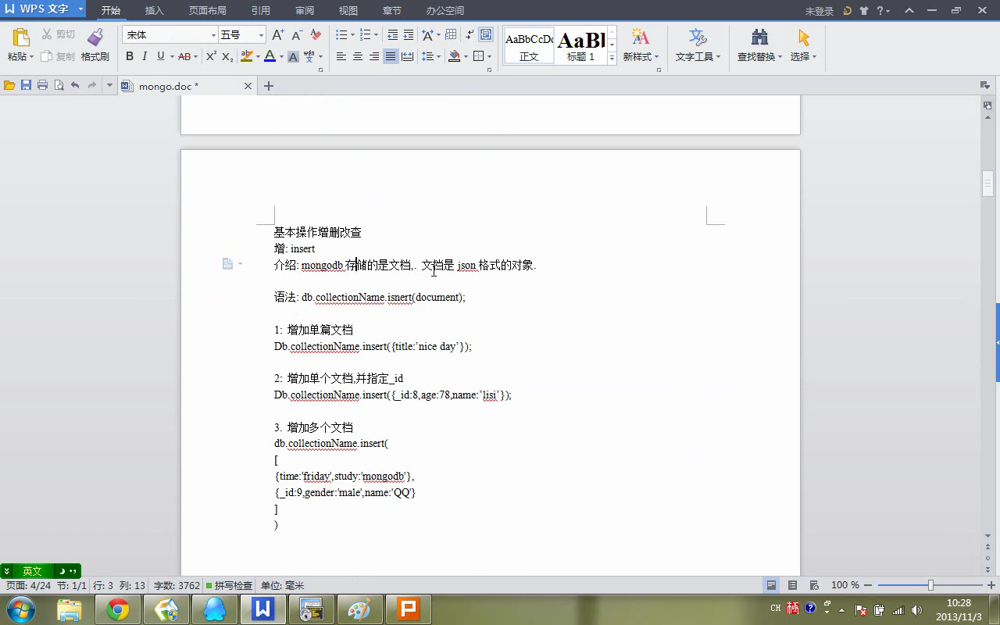 WPS 文字 开始 插入 页面布局 引用 审阅 视图 章节 办公空间 未登录
粘贴 剪切 复制 格式刷 宋体 五号 AaBbCcDd 正文 AaBl 标题 1 新样式 文字工具 查找替换 选择
mongo.doc *
基本操作增删改查
增: insert
介绍: mongodb 存储的是文档,. 文档是 json 格式的对象.
语法: db.collectionName.isnert(document);
1: 增加单篇文档
Db.collectionName.insert({title:’nice day’});
2: 增加单个文档,并指定_id
Db.collectionName.insert({_id:8,age:78,name:’lisi’});
3. 增加多个文档
db.collectionName.insert(
[
{time:'friday',study:'mongodb'},
{_id:9,gender:'male',name:'QQ'}
]
)
英文
页面: 4/24 节: 1/1 行: 3 列: 13 字数: 3762 拼写检查 单位: 毫米 100 %
CH 10:28
2013/11/3